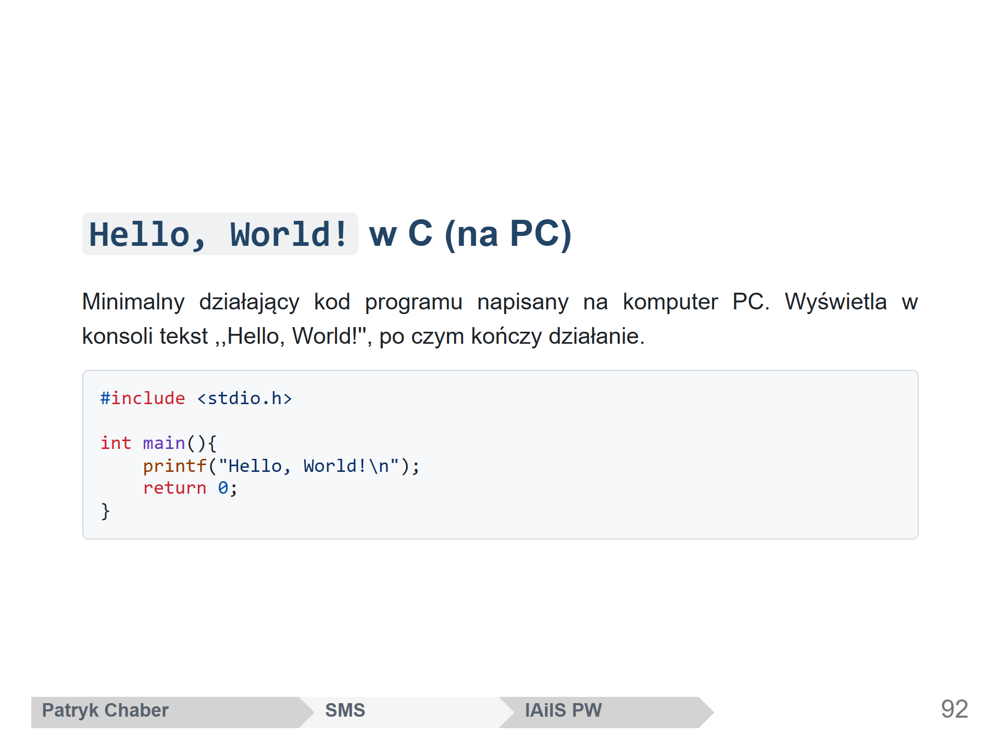 Hello, World! w C (na PC)
Minimalny działający kod programu napisany na komputer PC. Wyświetla w
konsoli tekst ,,Hello, World!", po czym kończy działanie.
#include <stdio.h>
int main(){
    printf("Hello, World!\n");
    return 0;
}
Patryk Chaber
SMS
IAiIS PW
92